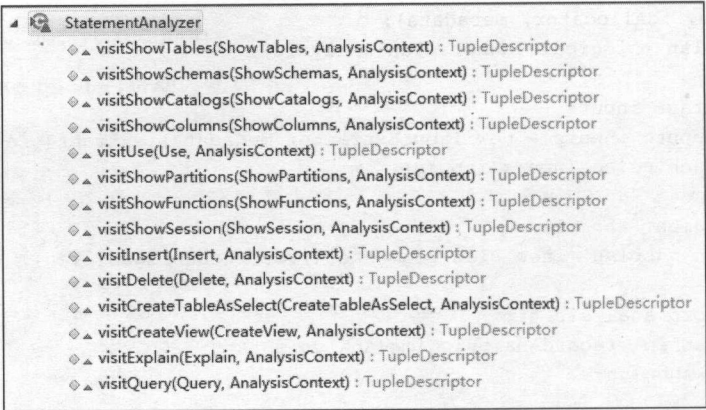 StatementAnalyzer
visitShowTables(ShowTables, AnalysisContext) : TupleDescriptor
visitShowSchemas(ShowSchemas, AnalysisContext) : TupleDescriptor
visitShowCatalogs(ShowCatalogs, AnalysisContext) : TupleDescriptor
visitShowColumns(ShowColumns, AnalysisContext) : TupleDescriptor
visitUse(Use, AnalysisContext) : TupleDescriptor
visitShowPartitions(ShowPartitions, AnalysisContext) : TupleDescriptor
visitShowFunctions(ShowFunctions, AnalysisContext) : TupleDescriptor
visitShowSession(ShowSession, AnalysisContext) : TupleDescriptor
visitInsert(Insert, AnalysisContext) : TupleDescriptor
visitDelete(Delete, AnalysisContext) : TupleDescriptor
visitCreateTableAsSelect(CreateTableAsSelect, AnalysisContext) : TupleDescriptor
visitCreateView(CreateView, AnalysisContext) : TupleDescriptor
visitExplain(Explain, AnalysisContext) : TupleDescriptor
visitQuery(Query, AnalysisContext) : TupleDescriptor